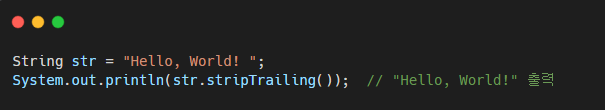 String str = "Hello, World! ";
System.out.println(str.stripTrailing());  // "Hello, World!" 출력